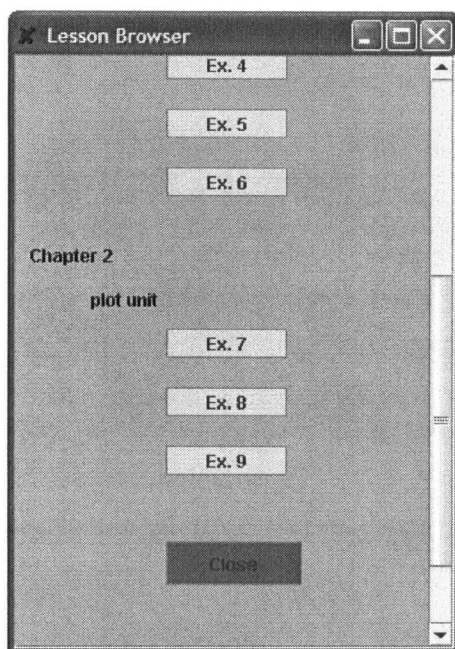 Lesson Browser
Ex. 4
Ex. 5
Ex. 6
Chapter 2
plot unit
Ex. 7
Ex. 8
Ex. 9
Close